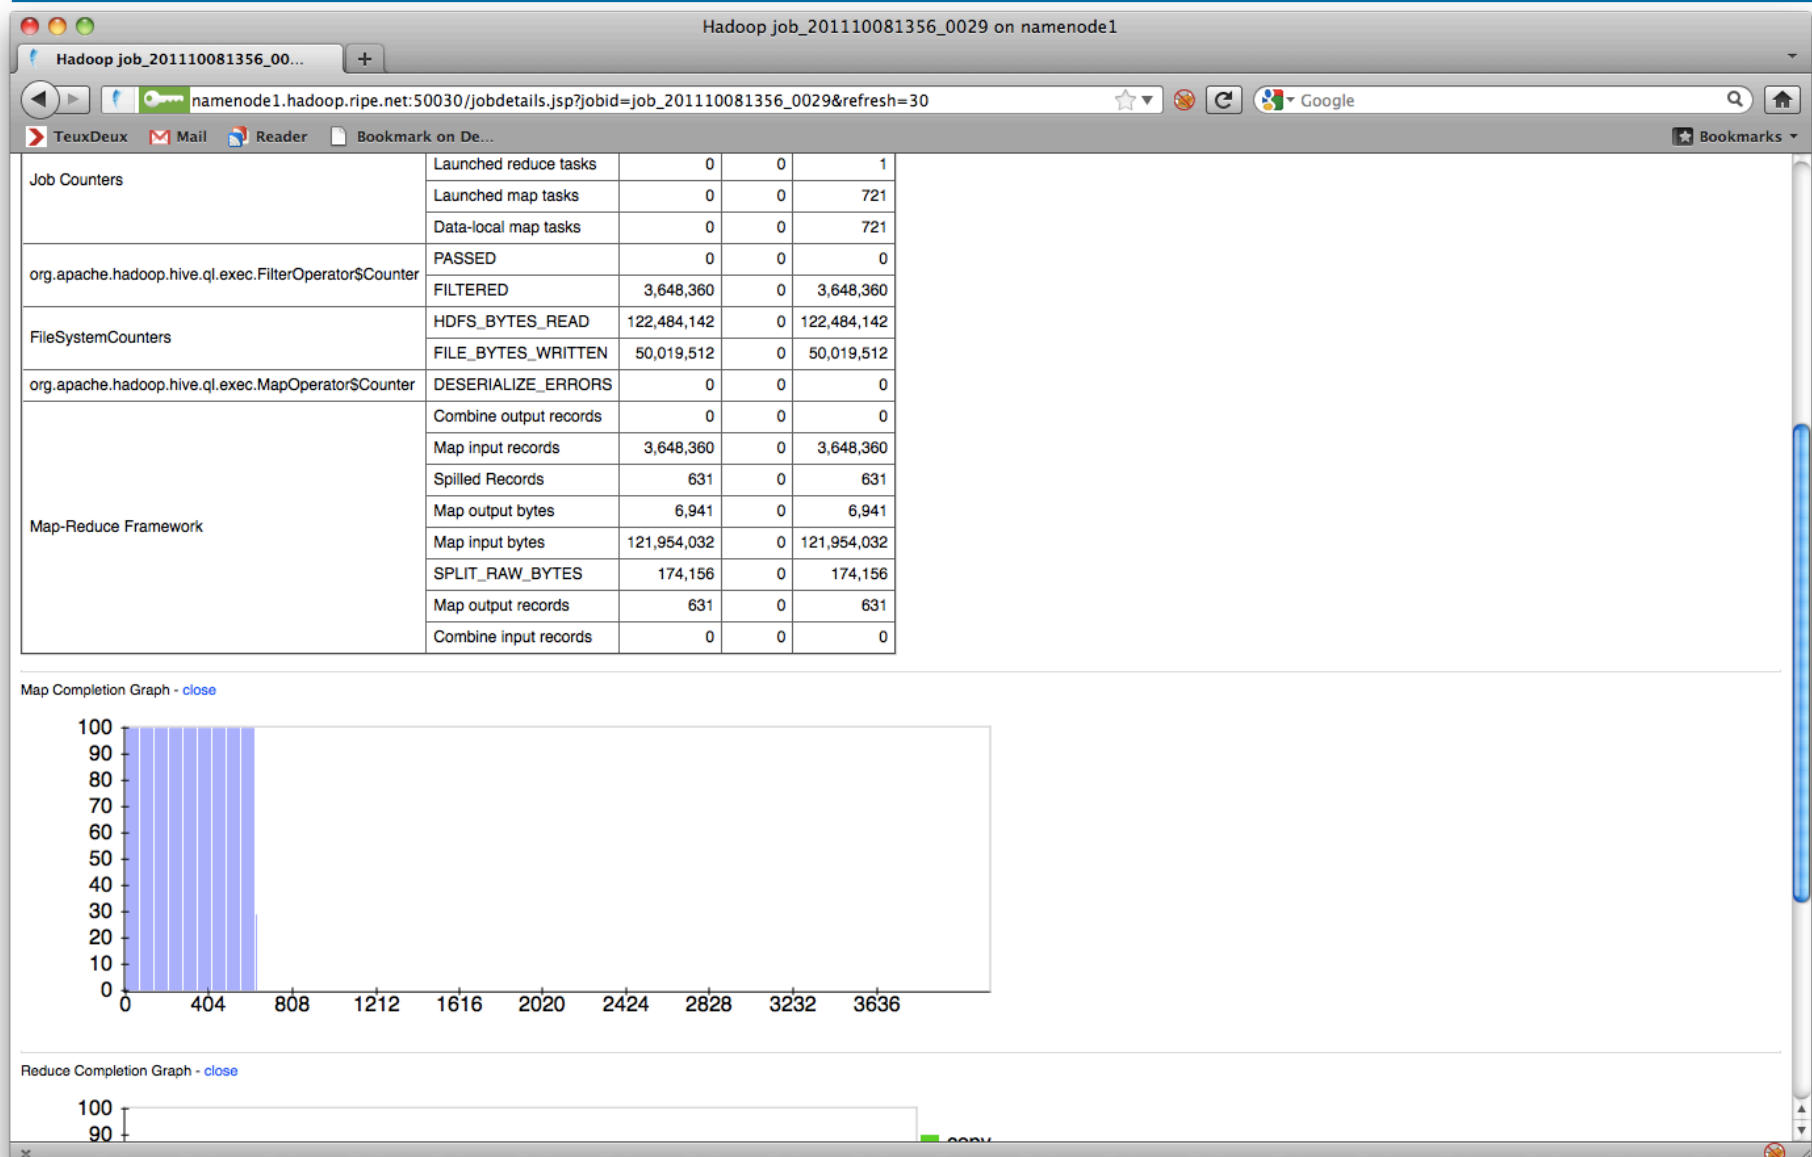 Hadoop job_201110081356_0029 on namenode1
Hadoop job_201110081356_00...
namenode1.hadoop.ripe.net:50030/jobdetails.jsp?jobid=job_201110081356_0029&refresh=30
Google
TeuxDeux Mail Reader Bookmark on De... Bookmarks
Job Counters
Launched reduce tasks 0 0 1
Launched map tasks 0 0 721
Data-local map tasks 0 0 721
org.apache.hadoop.hive.ql.exec.FilterOperator$Counter
PASSED 0 0 0
FILTERED 3,648,360 0 3,648,360
FileSystemCounters
HDFS_BYTES_READ 122,484,142 0 122,484,142
FILE_BYTES_WRITTEN 50,019,512 0 50,019,512
org.apache.hadoop.hive.ql.exec.MapOperator$Counter DESERIALIZE_ERRORS 0 0 0
Map-Reduce Framework
Combine output records 0 0 0
Map input records 3,648,360 0 3,648,360
Spilled Records 631 0 631
Map output bytes 6,941 0 6,941
Map input bytes 121,954,032 0 121,954,032
SPLIT_RAW_BYTES 174,156 0 174,156
Map output records 631 0 631
Combine input records 0 0 0
Map Completion Graph - close
100
90
80
70
60
50
40
30
20
10
0
0 404 808 1212 1616 2020 2424 2828 3232 3636
Reduce Completion Graph - close
100
90
copy